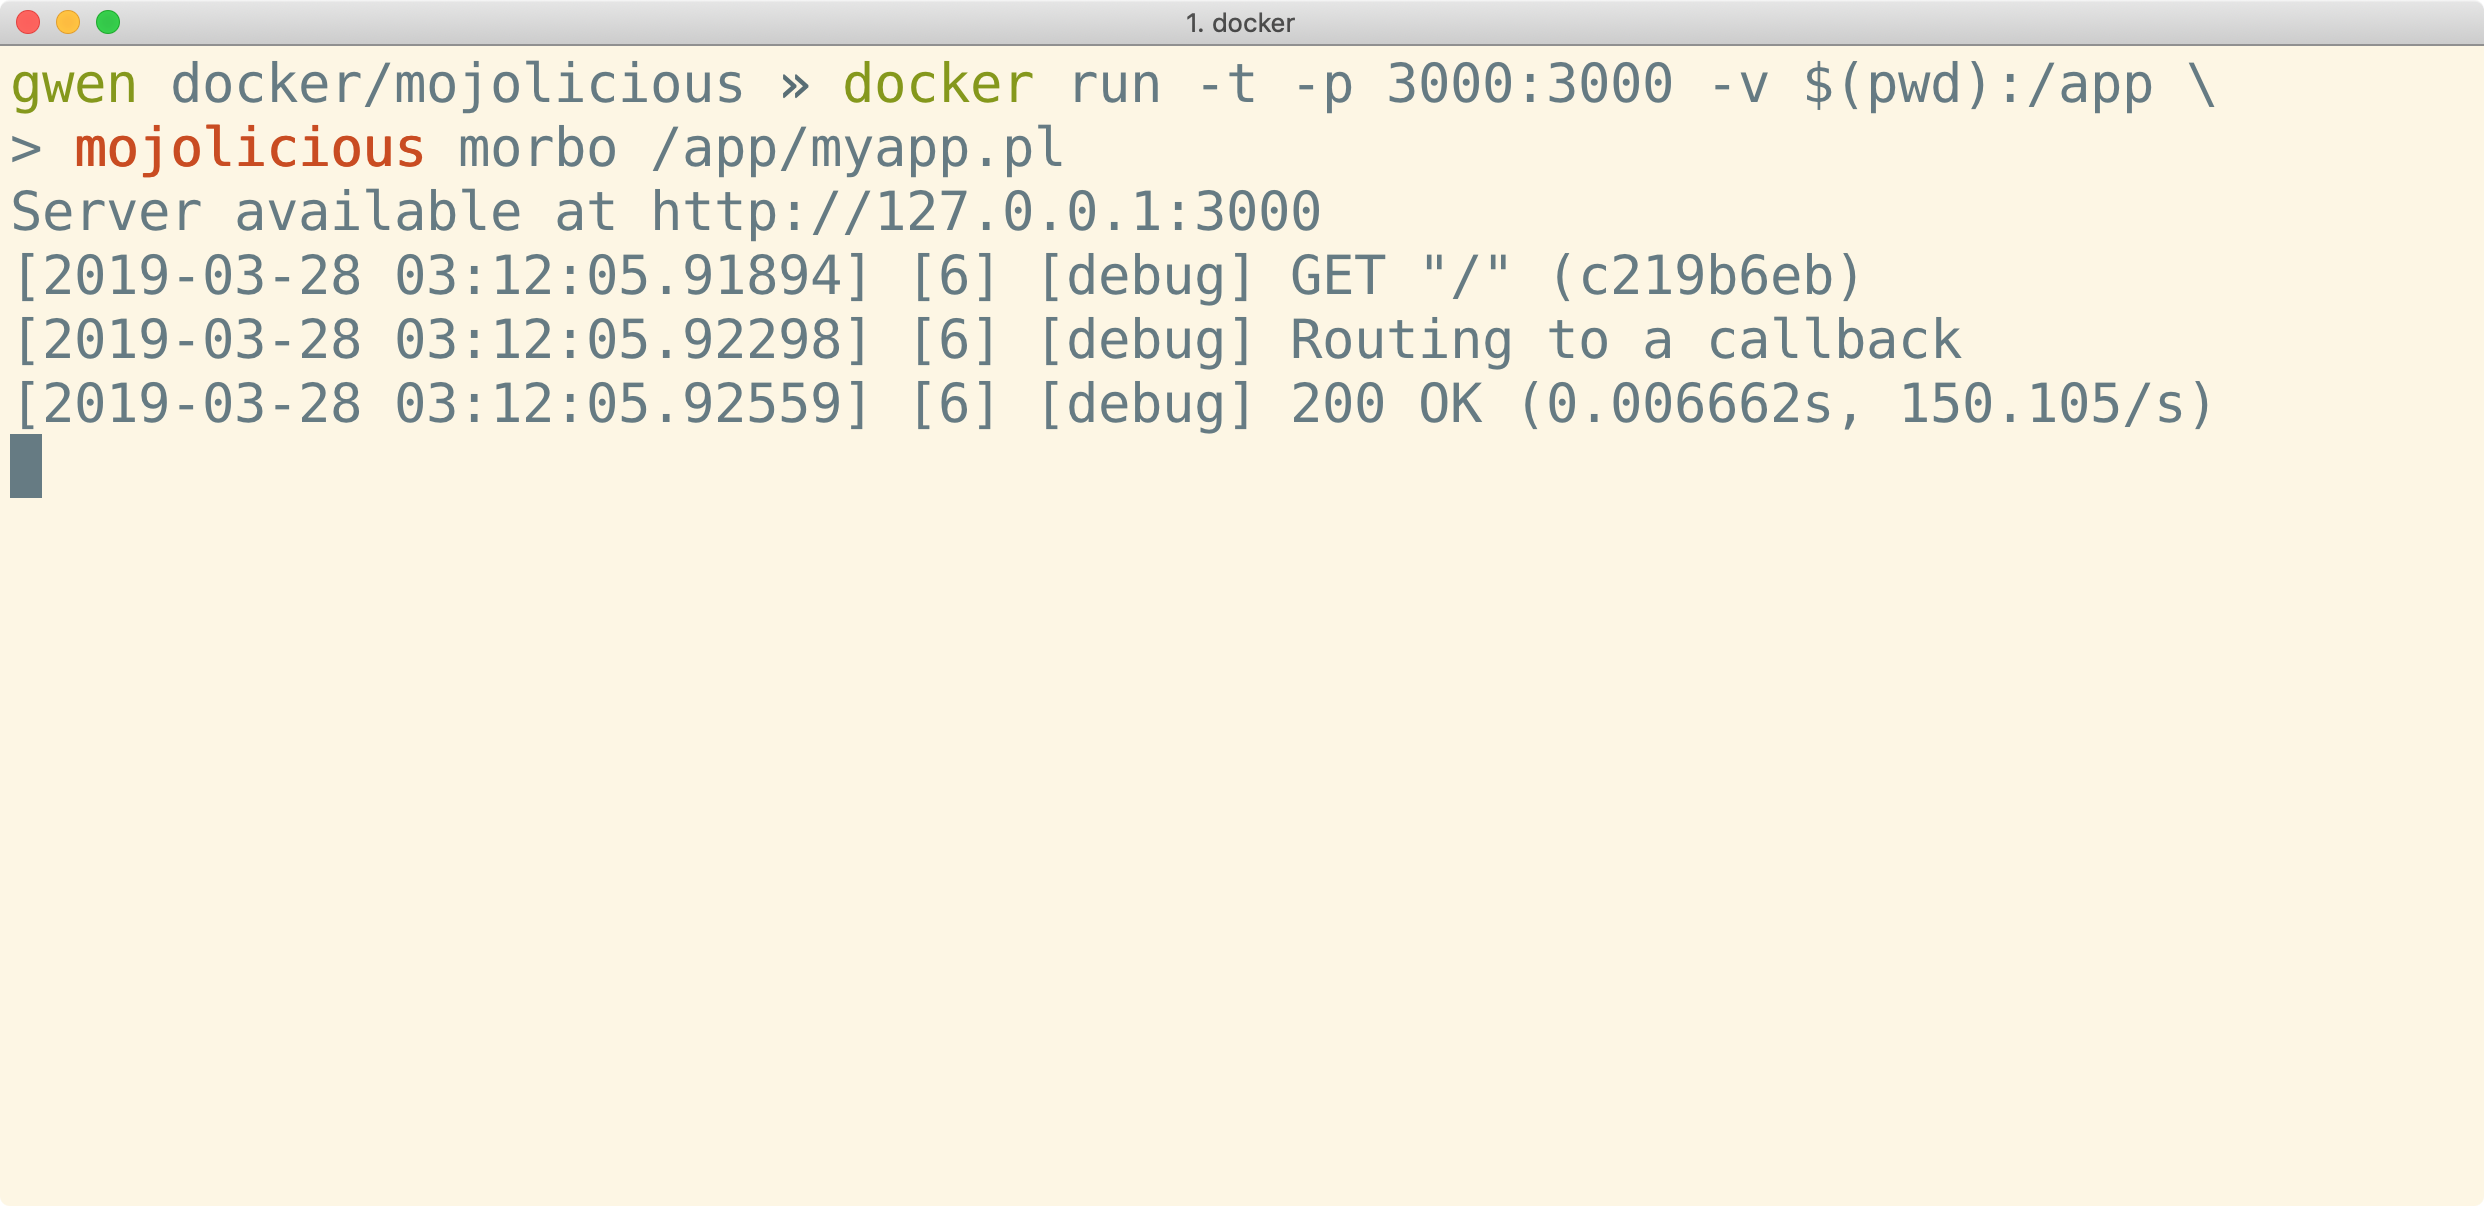 1. docker
gwen docker/mojolicious » docker run -t -p 3000:3000 -v $(pwd):/app \
> mojolicious morbo /app/myapp.pl
Server available at http://127.0.0.1:3000
[2019-03-28 03:12:05.91894] [6] [debug] GET "/" (c219b6eb)
[2019-03-28 03:12:05.92298] [6] [debug] Routing to a callback
[2019-03-28 03:12:05.92559] [6] [debug] 200 OK (0.006662s, 150.105/s)